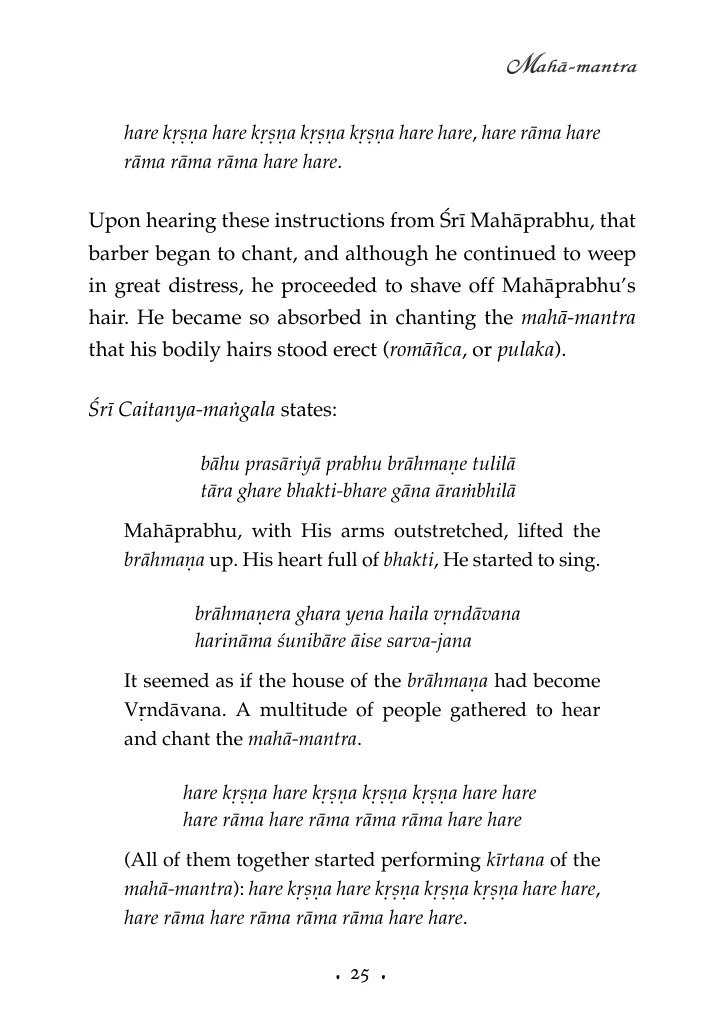 Mahā-mantra
hare kṛṣṇa hare kṛṣṇa kṛṣṇa kṛṣṇa hare hare, hare rāma hare
rāma rāma rāma hare hare.
Upon hearing these instructions from Śrī Mahāprabhu, that
barber began to chant, and although he continued to weep
in great distress, he proceeded to shave off Mahāprabhu’s
hair. He became so absorbed in chanting the mahā-mantra
that his bodily hairs stood erect (romāñca, or pulaka).
Śrī Caitanya-maṅgala states:
bāhu prasāriyā prabhu brāhmaṇe tulilā
tāra ghare bhakti-bhare gāna āraṁbhilā
Mahāprabhu, with His arms outstretched, lifted the
brāhmaṇa up. His heart full of bhakti, He started to sing.
brāhmaṇera ghara yena haila vṛndāvana
harināma śunibāre āise sarva-jana
It seemed as if the house of the brāhmaṇa had become
Vṛndāvana. A multitude of people gathered to hear
and chant the mahā-mantra.
hare kṛṣṇa hare kṛṣṇa kṛṣṇa kṛṣṇa hare hare
hare rāma hare rāma rāma rāma hare hare
(All of them together started performing kīrtana of the
mahā-mantra): hare kṛṣṇa hare kṛṣṇa kṛṣṇa kṛṣṇa hare hare,
hare rāma hare rāma rāma rāma hare hare.
• 25 •